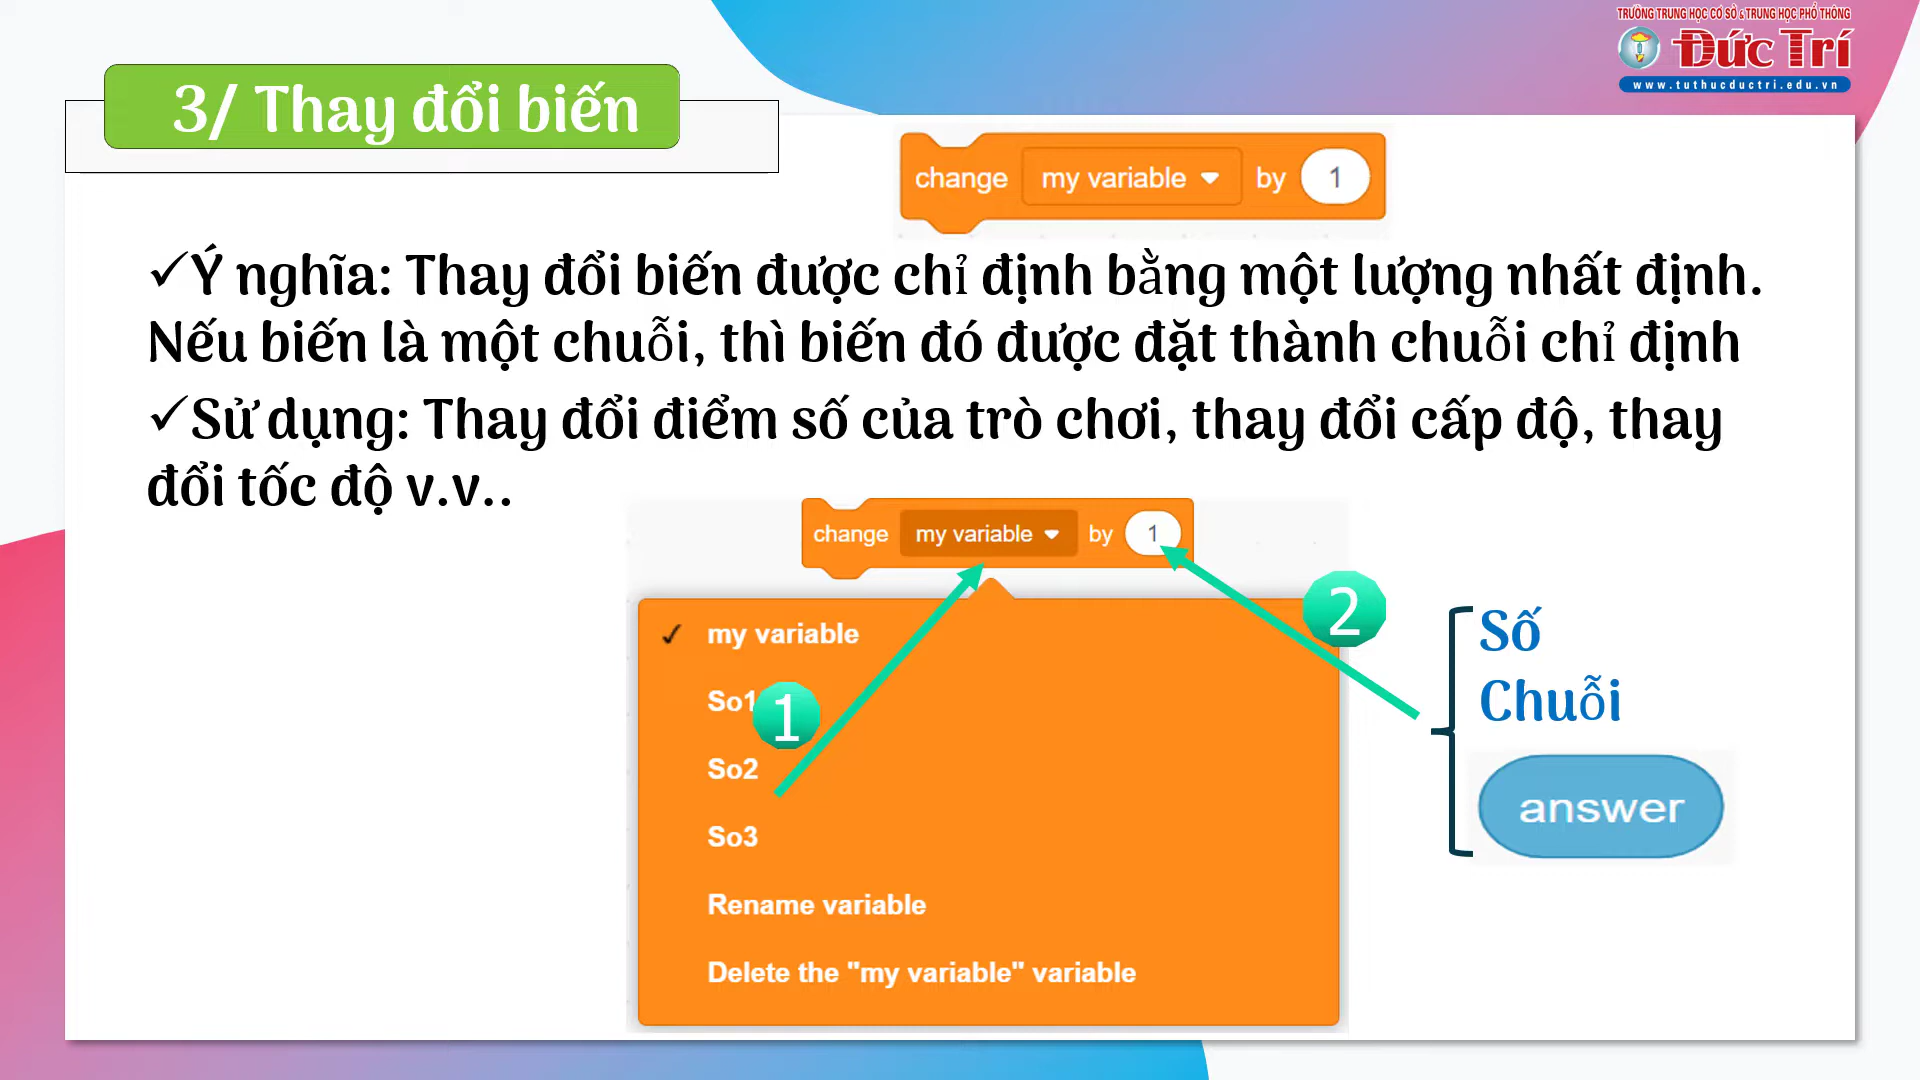 TRƯỜNG TRUNG HỌC CƠ SỞ & TRUNG HỌC PHỔ THÔNG
Đức Trí
www.tuthucductri.edu.vn
3/ Thay đổi biến
change my variable by 1
✓Ý nghĩa: Thay đổi biến được chỉ định bằng một lượng nhất định.
Nếu biến là một chuỗi, thì biến đó được đặt thành chuỗi chỉ định
✓Sử dụng: Thay đổi điểm số của trò chơi, thay đổi cấp độ, thay
đổi tốc độ v.v..
change my variable by 1
✓ my variable
So1
1
So2
So3
Rename variable
Delete the "my variable" variable
2
Số
Chuỗi
answer